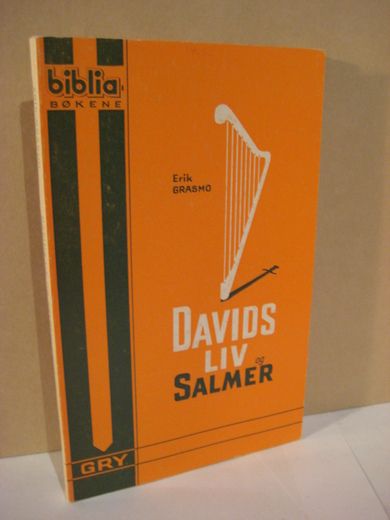 biblia-
BØKENE
Erik
GRASMO
DAVIDS
LIV og
SALMER
GRY